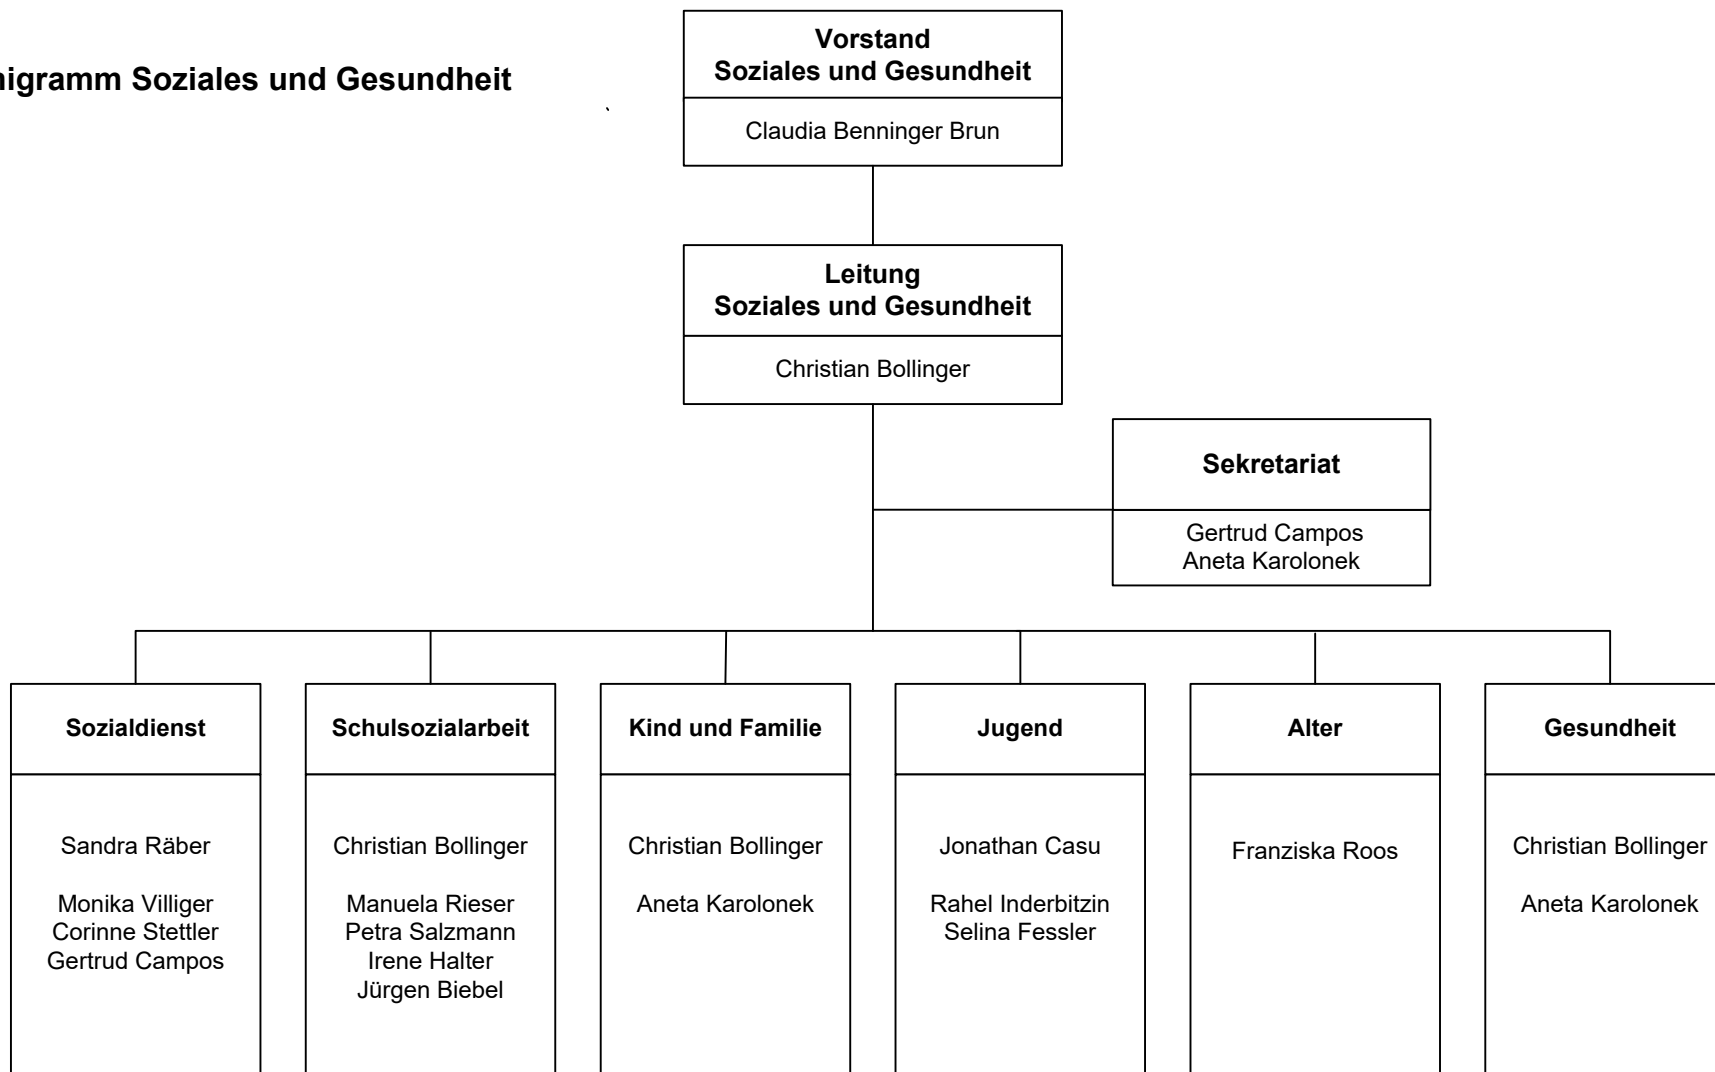 nigramm Soziales und Gesundheit
Vorstand
Soziales und Gesundheit
Claudia Benninger Brun
Leitung
Soziales und Gesundheit
Christian Bollinger
Sekretariat
Gertrud Campos
Aneta Karolonek
Sozialdienst
Sandra Räber
Monika Villiger
Corinne Stettler
Gertrud Campos
Schulsozialarbeit
Christian Bollinger
Manuela Rieser
Petra Salzmann
Irene Halter
Jürgen Biebel
Kind und Familie
Christian Bollinger
Aneta Karolonek
Jugend
Jonathan Casu
Rahel Inderbitzin
Selina Fessler
Alter
Franziska Roos
Gesundheit
Christian Bollinger
Aneta Karolonek